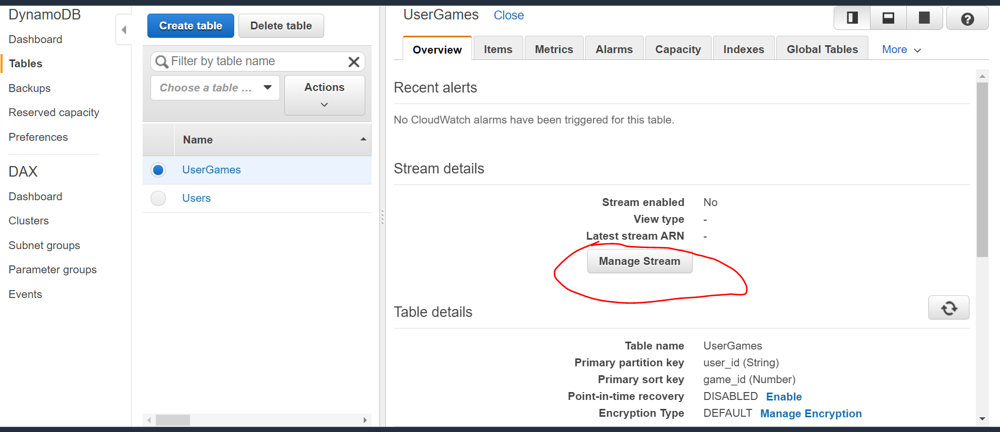 DynamoDB
Dashboard
Tables
Backups
Reserved capacity
Preferences
DAX
Dashboard
Clusters
Subnet groups
Parameter groups
Events
Create table
Delete table
Filter by table name
Choose a table ...
Actions
Name
UserGames
Users
UserGames Close
Overview Items Metrics Alarms Capacity Indexes Global Tables More
Recent alerts
No CloudWatch alarms have been triggered for this table.
Stream details
Stream enabled No
View type -
Latest stream ARN -
Manage Stream
Table details
Table name UserGames
Primary partition key user_id (String)
Primary sort key game_id (Number)
Point-in-time recovery DISABLED Enable
Encryption Type DEFAULT Manage Encryption